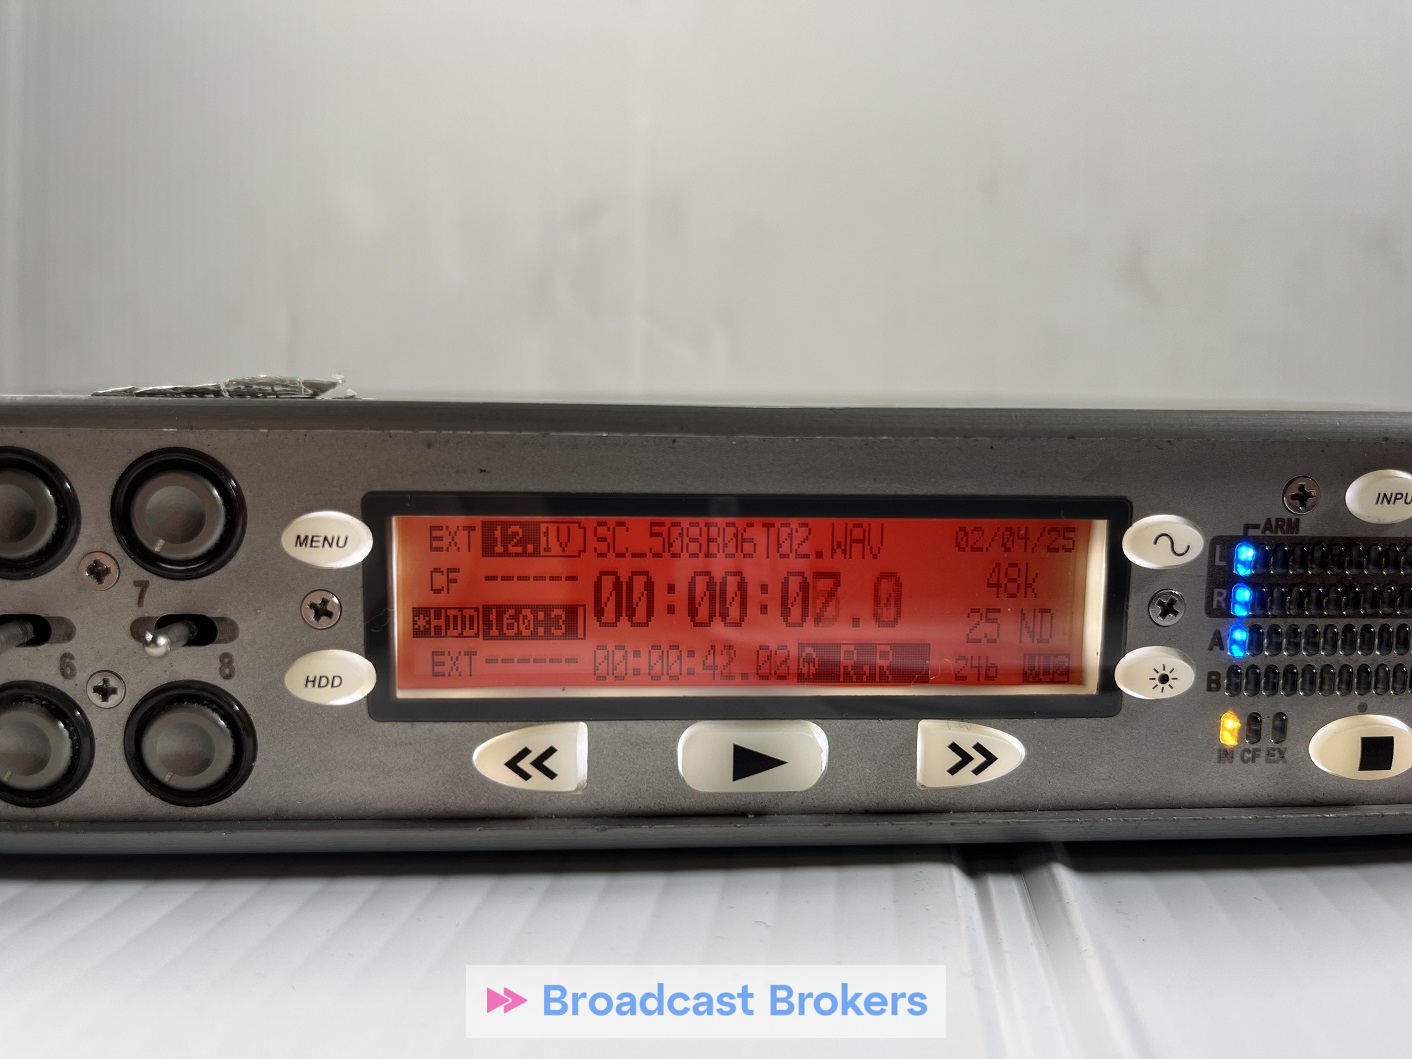 MENU
HDD
EXT 12.1V SC_508B06T02.WAV 02/04/25
CF ------ 48k
*HDD 160:3 00:00:07.0 25 ND
EXT ------ 00:00:42.08 R,R 24b
6
7
8
INPU
ARM
L
R
A
B
IN CF EX
Broadcast Brokers